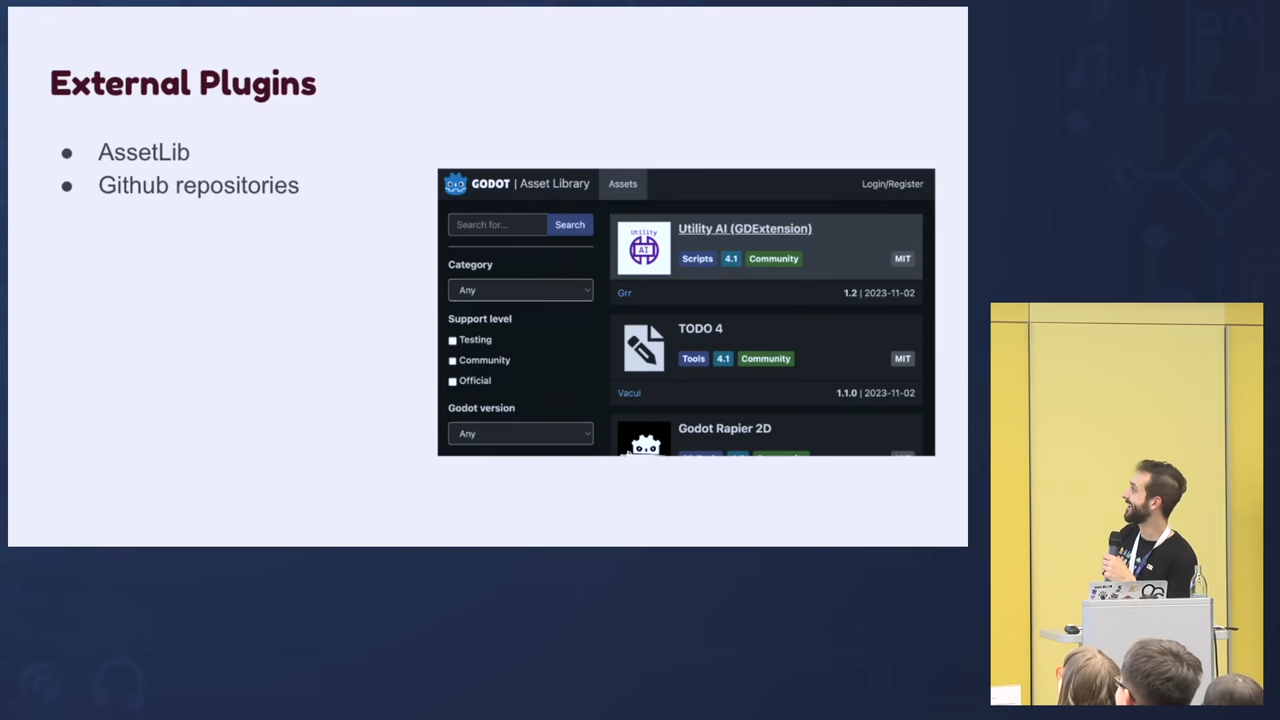 External Plugins
● AssetLib
● Github repositories
GODOT | Asset Library
Assets
Login/Register
Search for...
Search
Category
Any
Support level
Testing
Community
Official
Godot version
Any
Utility
AI
Utility AI (GDExtension)
Scripts 4.1 Community MIT
Grr 1.2 | 2023-11-02
TODO 4
Tools 4.1 Community MIT
Vacui 1.1.0 | 2023-11-02
Godot Rapier 2D